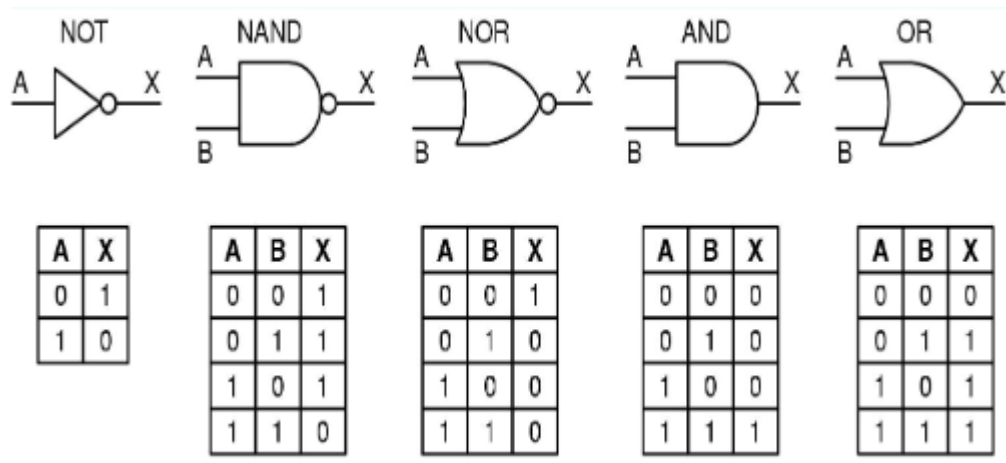 NOT NAND NOR AND OR
A X A X A X A X A X
B B B B
A X A B X A B X A B X A B X
0 1 0 0 1 0 0 1 0 0 0 0 0 0
1 0 0 1 1 0 1 0 0 1 0 0 1 1
1 0 1 1 0 0 1 0 0 1 0 1
1 1 0 1 1 0 1 1 1 1 1 1